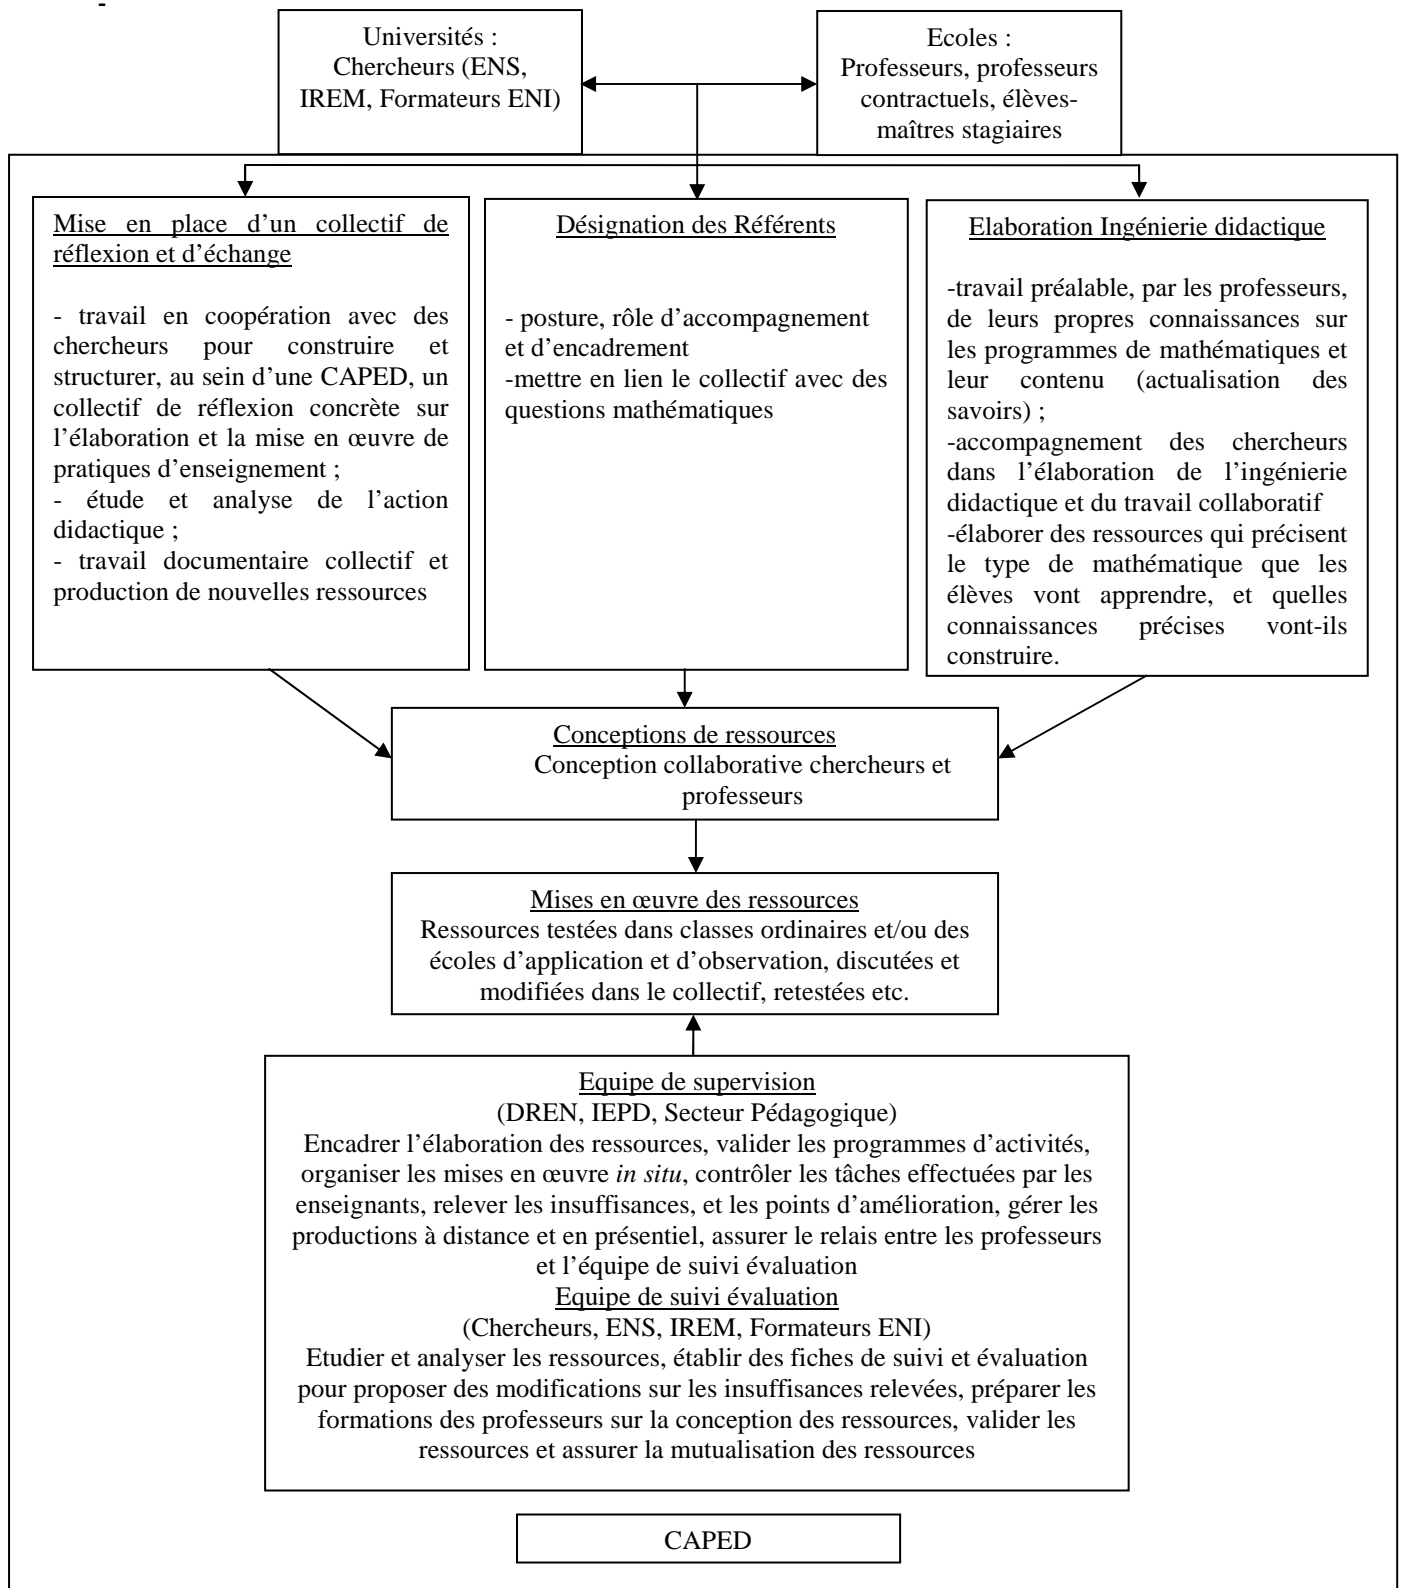 -
Universités :
Chercheurs (ENS,
IREM, Formateurs ENI)
Ecoles :
Professeurs, professeurs
contractuels, élèves-
maîtres stagiaires
Mise en place d’un collectif de
réflexion et d’échange
- travail en coopération avec des
chercheurs pour construire et
structurer, au sein d’une CAPED, un
collectif de réflexion concrète sur
l’élaboration et la mise en œuvre de
pratiques d’enseignement ;
- étude et analyse de l’action
didactique ;
- travail documentaire collectif et
production de nouvelles ressources
Désignation des Référents
- posture, rôle d’accompagnement
et d’encadrement
-mettre en lien le collectif avec des
questions mathématiques
Elaboration Ingénierie didactique
-travail préalable, par les professeurs,
de leurs propres connaissances sur
les programmes de mathématiques et
leur contenu (actualisation des
savoirs) ;
-accompagnement des chercheurs
dans l’élaboration de l’ingénierie
didactique et du travail collaboratif
-élaborer des ressources qui précisent
le type de mathématique que les
élèves vont apprendre, et quelles
connaissances précises vont-ils
construire.
Conceptions de ressources
Conception collaborative chercheurs et
professeurs
Mises en œuvre des ressources
Ressources testées dans classes ordinaires et/ou des
écoles d’application et d’observation, discutées et
modifiées dans le collectif, retestées etc.
Equipe de supervision
(DREN, IEPD, Secteur Pédagogique)
Encadrer l’élaboration des ressources, valider les programmes d’activités,
organiser les mises en œuvre in situ, contrôler les tâches effectuées par les
enseignants, relever les insuffisances, et les points d’amélioration, gérer les
productions à distance et en présentiel, assurer le relais entre les professeurs
et l’équipe de suivi évaluation
Equipe de suivi évaluation
(Chercheurs, ENS, IREM, Formateurs ENI)
Etudier et analyser les ressources, établir des fiches de suivi et évaluation
pour proposer des modifications sur les insuffisances relevées, préparer les
formations des professeurs sur la conception des ressources, valider les
ressources et assurer la mutualisation des ressources
CAPED